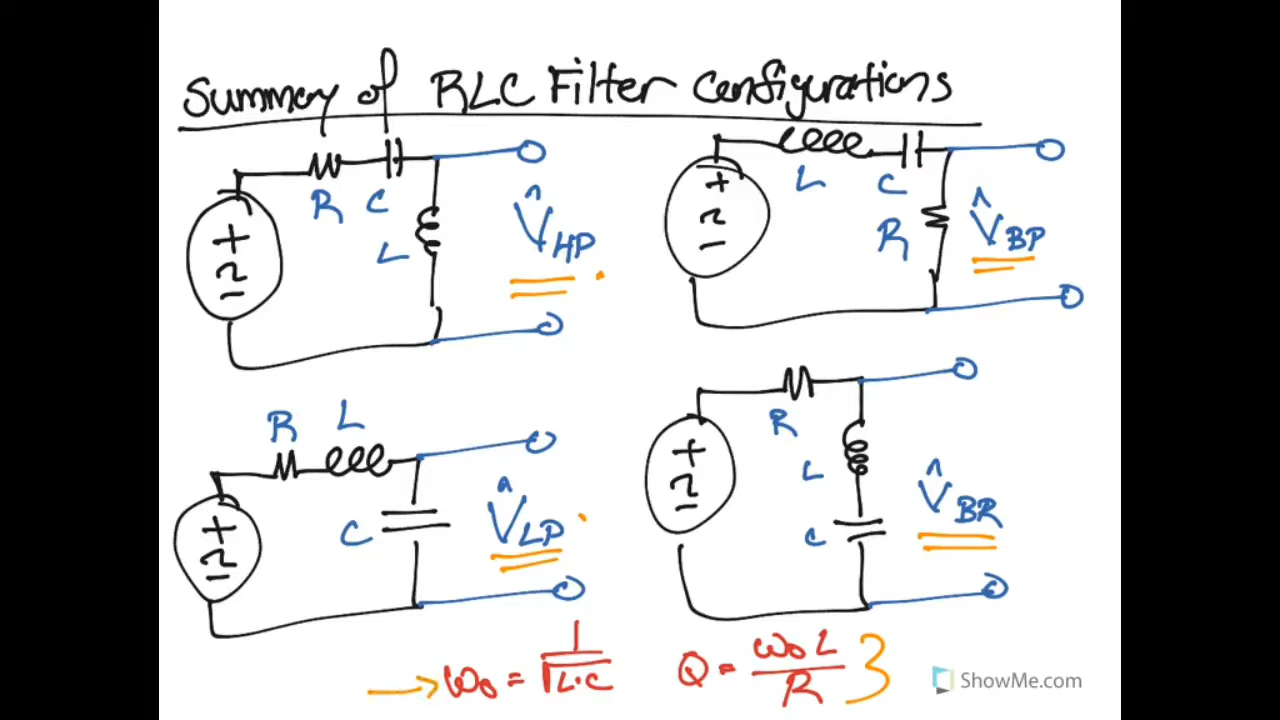 Summary of RLC Filter Configurations
R C
L
V̂HP
L C
R
V̂BP
R L
C
V̂LP
R
L
C
V̂BR
ω₀ = 1/√L·C
Q = ω₀L/R
ShowMe.com